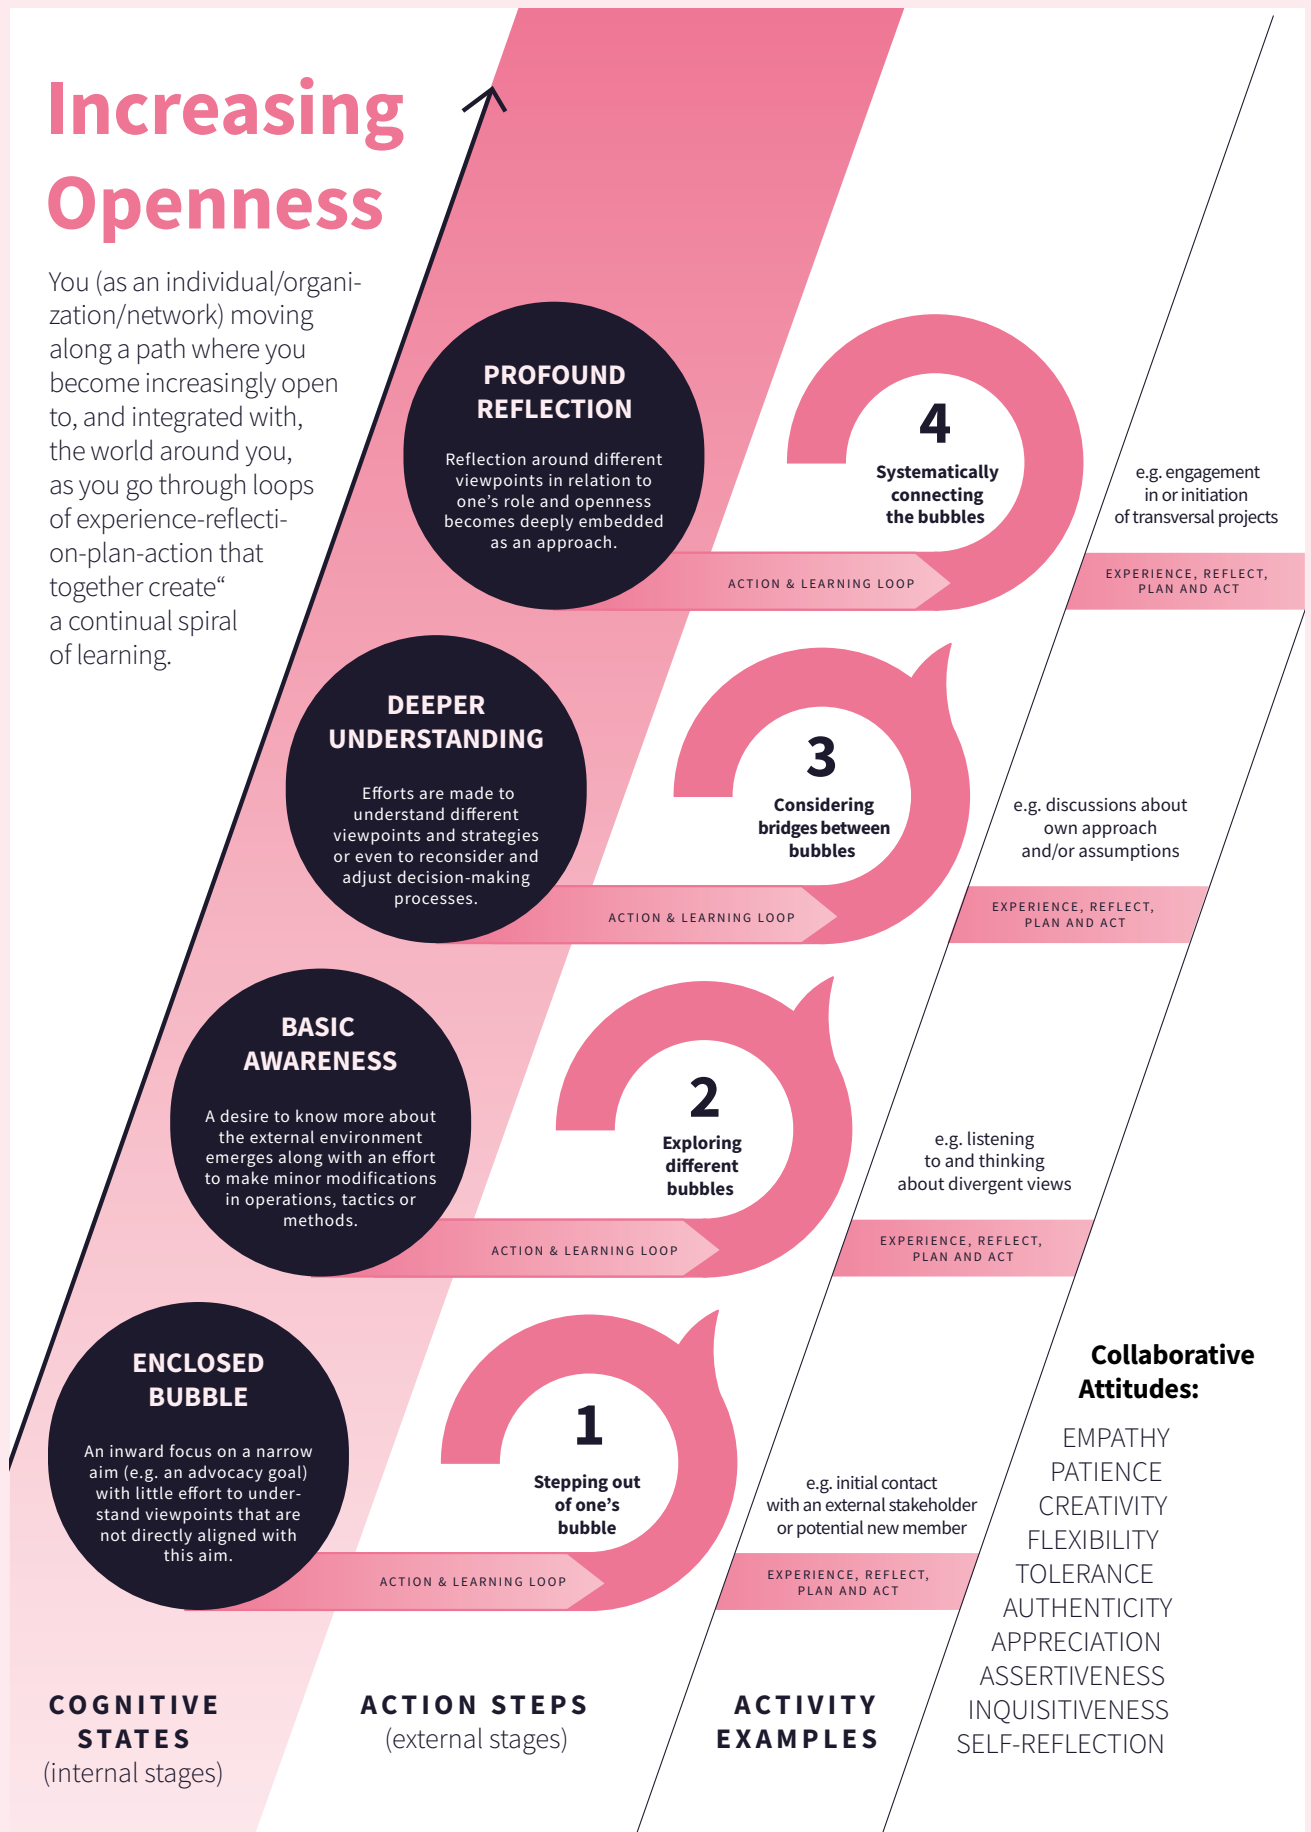 Increasing
Openness
You (as an individual/organi-
zation/network) moving
along a path where you
become increasingly open
to, and integrated with,
the world around you,
as you go through loops
of experience-reflecti-
on-plan-action that
together create“
a continual spiral
of learning.
PROFOUND
REFLECTION
Reflection around different
viewpoints in relation to
one’s role and openness
becomes deeply embedded
as an approach.
ACTION & LEARNING LOOP
4
Systematically
connecting
the bubbles
e.g. engagement
in or initiation
of transversal projects
EXPERIENCE, REFLECT,
PLAN AND ACT
DEEPER
UNDERSTANDING
Efforts are made to
understand different
viewpoints and strategies
or even to reconsider and
adjust decision-making
processes.
ACTION & LEARNING LOOP
3
Considering
bridges between
bubbles
e.g. discussions about
own approach
and/or assumptions
EXPERIENCE, REFLECT,
PLAN AND ACT
BASIC
AWARENESS
A desire to know more about
the external environment
emerges along with an effort
to make minor modifications
in operations, tactics or
methods.
ACTION & LEARNING LOOP
2
Exploring
different
bubbles
e.g. listening
to and thinking
about divergent views
EXPERIENCE, REFLECT,
PLAN AND ACT
ENCLOSED
BUBBLE
An inward focus on a narrow
aim (e.g. an advocacy goal)
with little effort to under-
stand viewpoints that are
not directly aligned with
this aim.
ACTION & LEARNING LOOP
1
Stepping out
of one’s
bubble
e.g. initial contact
with an external stakeholder
or potential new member
EXPERIENCE, REFLECT,
PLAN AND ACT
Collaborative
Attitudes:
EMPATHY
PATIENCE
CREATIVITY
FLEXIBILITY
TOLERANCE
AUTHENTICITY
APPRECIATION
ASSERTIVENESS
INQUISITIVENESS
SELF-REFLECTION
COGNITIVE
STATES
(internal stages)
ACTION STEPS
(external stages)
ACTIVITY
EXAMPLES